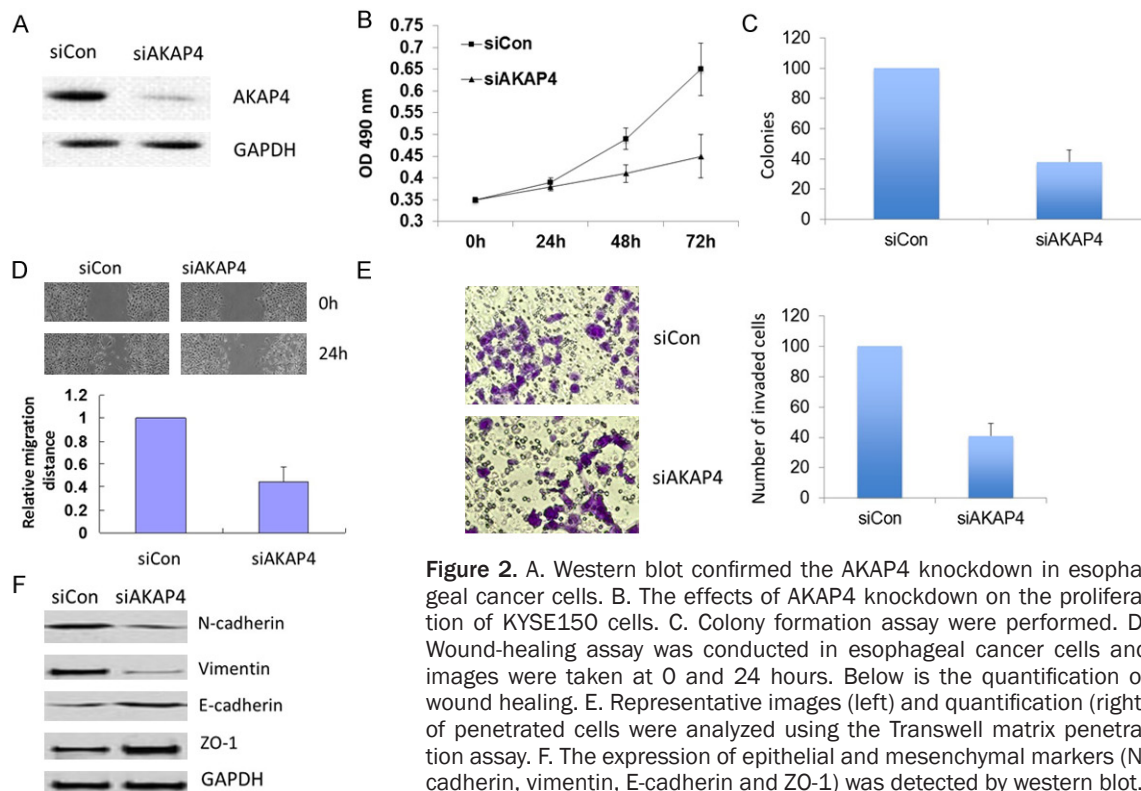 A
siCon siAKAP4
AKAP4
GAPDH
B
0.75
0.7
0.65
0.6
0.55
0.5
0.45
0.4
0.35
0.3
OD 490 nm
siCon
siAKAP4
0h 24h 48h 72h
C
120
100
80
60
40
20
0
Colonies
siCon siAKAP4
D
siCon siAKAP4
0h
24h
1.2
1
0.8
0.6
0.4
0.2
0
Relative migration
distance
siCon siAKAP4
E
siCon
siAKAP4
120
100
80
60
40
20
0
Number of invaded cells
siCon siAKAP4
F
siCon siAKAP4
N-cadherin
Vimentin
E-cadherin
ZO-1
GAPDH
Figure 2. A. Western blot confirmed the AKAP4 knockdown in esopha
geal cancer cells. B. The effects of AKAP4 knockdown on the prolifera
tion of KYSE150 cells. C. Colony formation assay were performed. D
Wound-healing assay was conducted in esophageal cancer cells and
images were taken at 0 and 24 hours. Below is the quantification o
wound healing. E. Representative images (left) and quantification (right
of penetrated cells were analyzed using the Transwell matrix penetra
tion assay. F. The expression of epithelial and mesenchymal markers (N
cadherin, vimentin, E-cadherin and ZO-1) was detected by western blot.